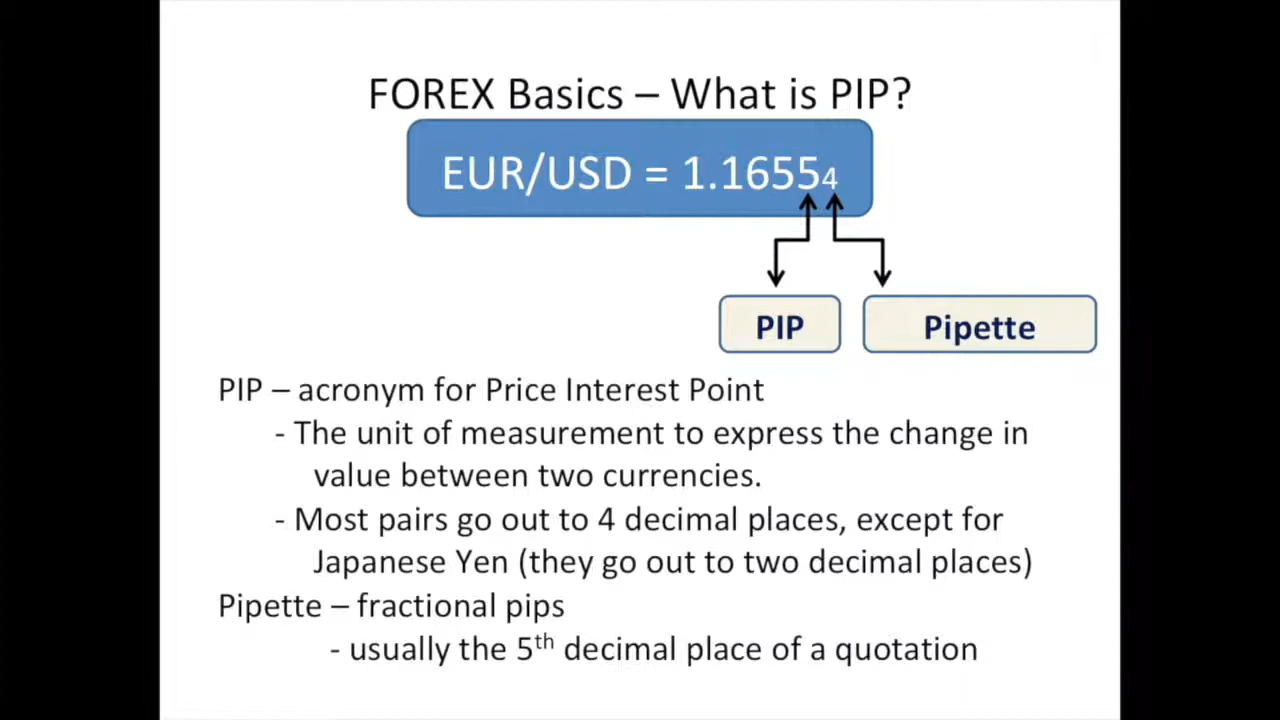 FOREX Basics – What is PIP?
EUR/USD = 1.16554
PIP
Pipette
PIP – acronym for Price Interest Point
- The unit of measurement to express the change in
value between two currencies.
- Most pairs go out to 4 decimal places, except for
Japanese Yen (they go out to two decimal places)
Pipette – fractional pips
- usually the 5th decimal place of a quotation